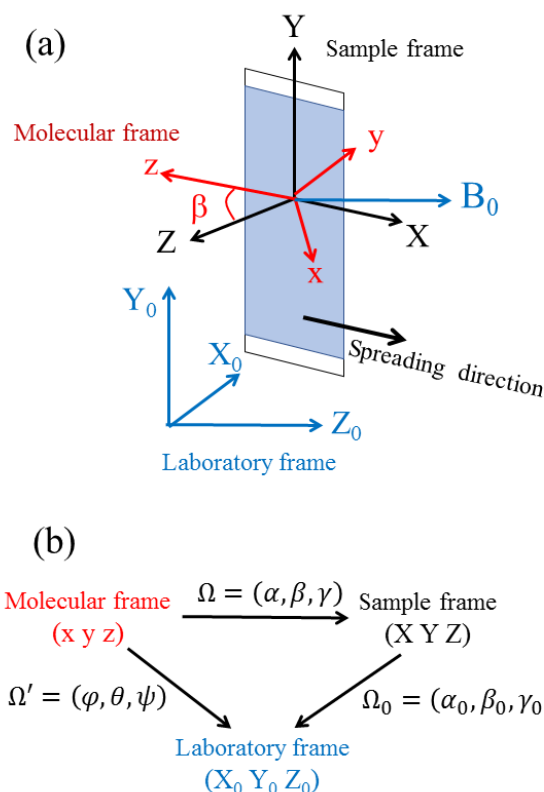 (a)
Y
Sample frame
Molecular frame
z
y
β
Z
B₀
X
x
Y₀
X₀
Z₀
Spreading direction
Laboratory frame
(b)
Molecular frame
(x y z)
Ω = (α, β, γ)
Sample frame
(X Y Z)
Ω′ = (φ, θ, ψ)
Ω₀ = (α₀, β₀, γ₀
Laboratory frame
(X₀ Y₀ Z₀)